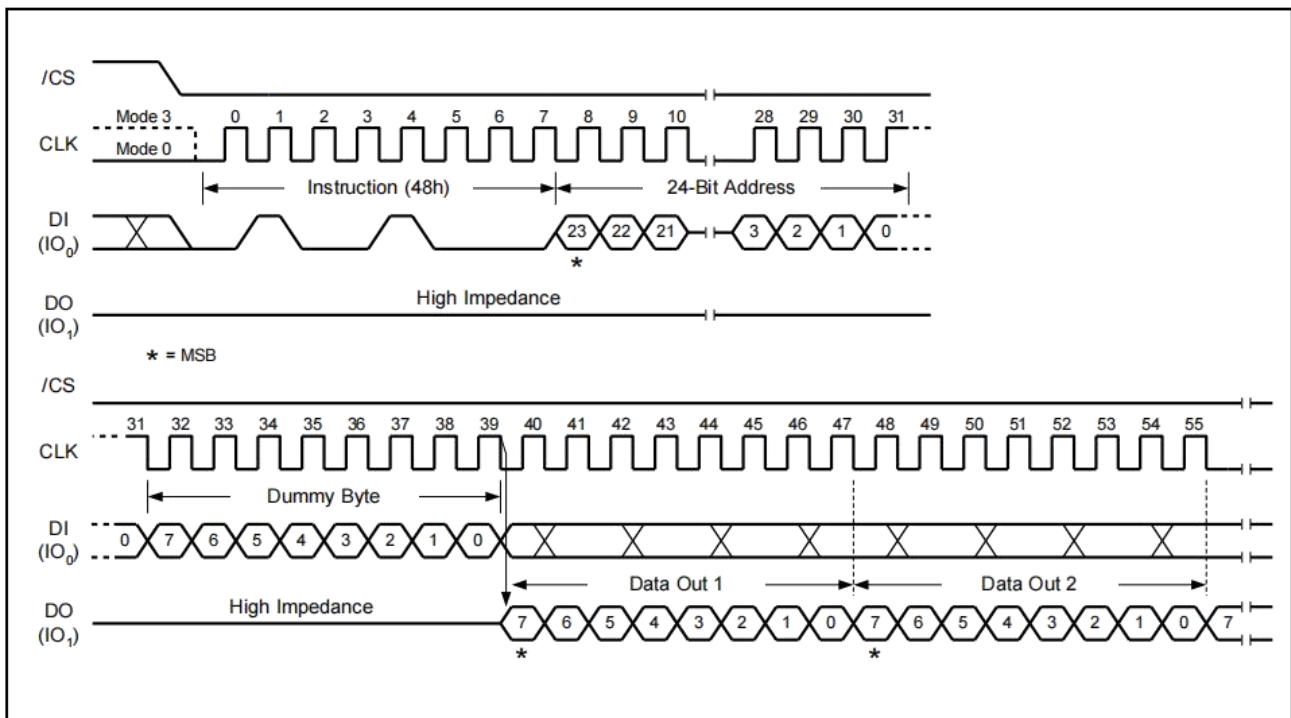 /CS
Mode 3 0 1 2 3 4 5 6 7 8 9 10 28 29 30 31
CLK
Mode 0
Instruction (48h) 24-Bit Address
DI
(IO0) 23 22 21 3 2 1 0
*
DO High Impedance
(IO1)
* = MSB
/CS
31 32 33 34 35 36 37 38 39 40 41 42 43 44 45 46 47 48 49 50 51 52 53 54 55
CLK
Dummy Byte
DI
(IO0) 0 7 6 5 4 3 2 1 0
Data Out 1 Data Out 2
High Impedance
DO
(IO1) 7 6 5 4 3 2 1 0 7 6 5 4 3 2 1 0 7
* *